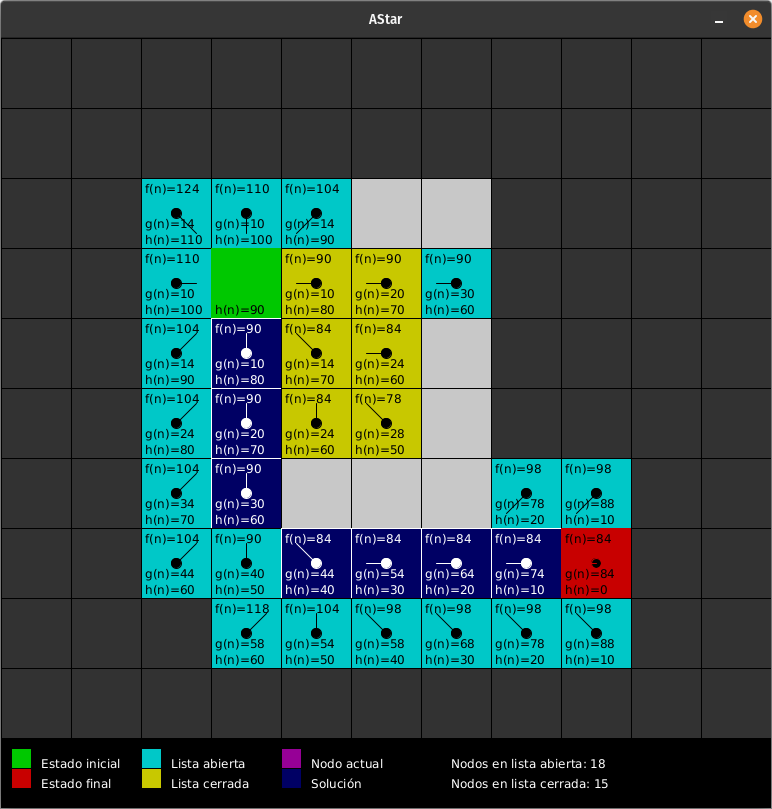 AStar
f(n)=124 f(n)=110 f(n)=104
g(n)=14 g(n)=10 g(n)=14
h(n)=110 h(n)=100 h(n)=90
f(n)=110 f(n)=90 f(n)=90 f(n)=90
g(n)=10 g(n)=10 g(n)=20 g(n)=30
h(n)=100 h(n)=90 h(n)=80 h(n)=70 h(n)=60
f(n)=104 f(n)=90 f(n)=84 f(n)=84
g(n)=14 g(n)=10 g(n)=14 g(n)=24
h(n)=90 h(n)=80 h(n)=70 h(n)=60
f(n)=104 f(n)=90 f(n)=84 f(n)=78
g(n)=24 g(n)=20 g(n)=24 g(n)=28
h(n)=80 h(n)=70 h(n)=60 h(n)=50
f(n)=104 f(n)=90 f(n)=98 f(n)=98
g(n)=34 g(n)=30 g(n)=78 g(n)=88
h(n)=70 h(n)=60 h(n)=20 h(n)=10
f(n)=104 f(n)=90 f(n)=84 f(n)=84 f(n)=84 f(n)=84 f(n)=84
g(n)=44 g(n)=40 g(n)=44 g(n)=54 g(n)=64 g(n)=74 g(n)=84
h(n)=60 h(n)=50 h(n)=40 h(n)=30 h(n)=20 h(n)=10 h(n)=0
f(n)=118 f(n)=104 f(n)=98 f(n)=98 f(n)=98 f(n)=98
g(n)=58 g(n)=54 g(n)=58 g(n)=68 g(n)=78 g(n)=88
h(n)=60 h(n)=50 h(n)=40 h(n)=30 h(n)=20 h(n)=10
Estado inicial Lista abierta Nodo actual Nodos en lista abierta: 18
Estado final Lista cerrada Solución Nodos en lista cerrada: 15